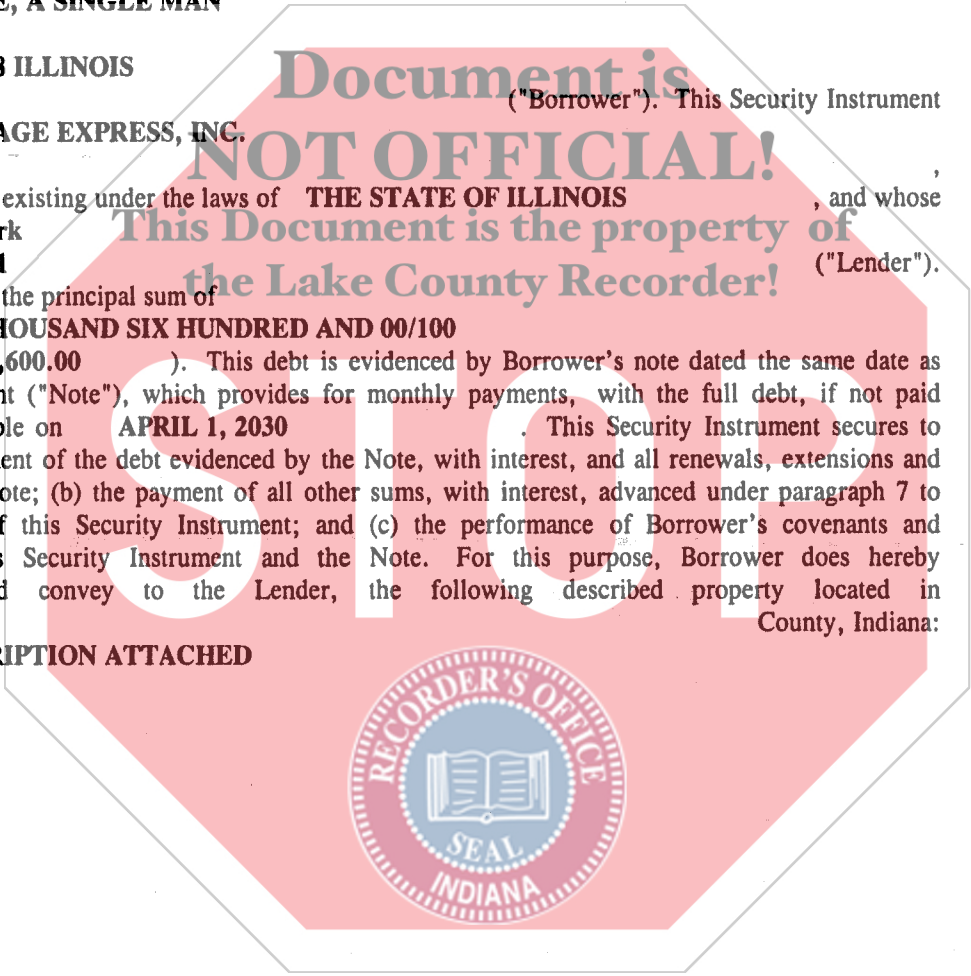 E, A SINGLE MAN
8 ILLINOIS
("Borrower"). This Security Instrument
AGE EXPRESS, INC.
,
existing under the laws of THE STATE OF ILLINOIS , and whose
rk
("Lender").
the principal sum of
HOUSAND SIX HUNDRED AND 00/100
,600.00 ). This debt is evidenced by Borrower's note dated the same date as
nt ("Note"), which provides for monthly payments, with the full debt, if not paid
ble on APRIL 1, 2030 . This Security Instrument secures to
ent of the debt evidenced by the Note, with interest, and all renewals, extensions and
ote; (b) the payment of all other sums, with interest, advanced under paragraph 7 to
f this Security Instrument; and (c) the performance of Borrower's covenants and
s Security Instrument and the Note. For this purpose, Borrower does hereby
d convey to the Lender, the following described property located in
County, Indiana:
RIPTION ATTACHED
Document is
NOT OFFICIAL!
This Document is the property of
the Lake County Recorder!
STOP
RECORDER'S OFFICE
SEAL
INDIANA